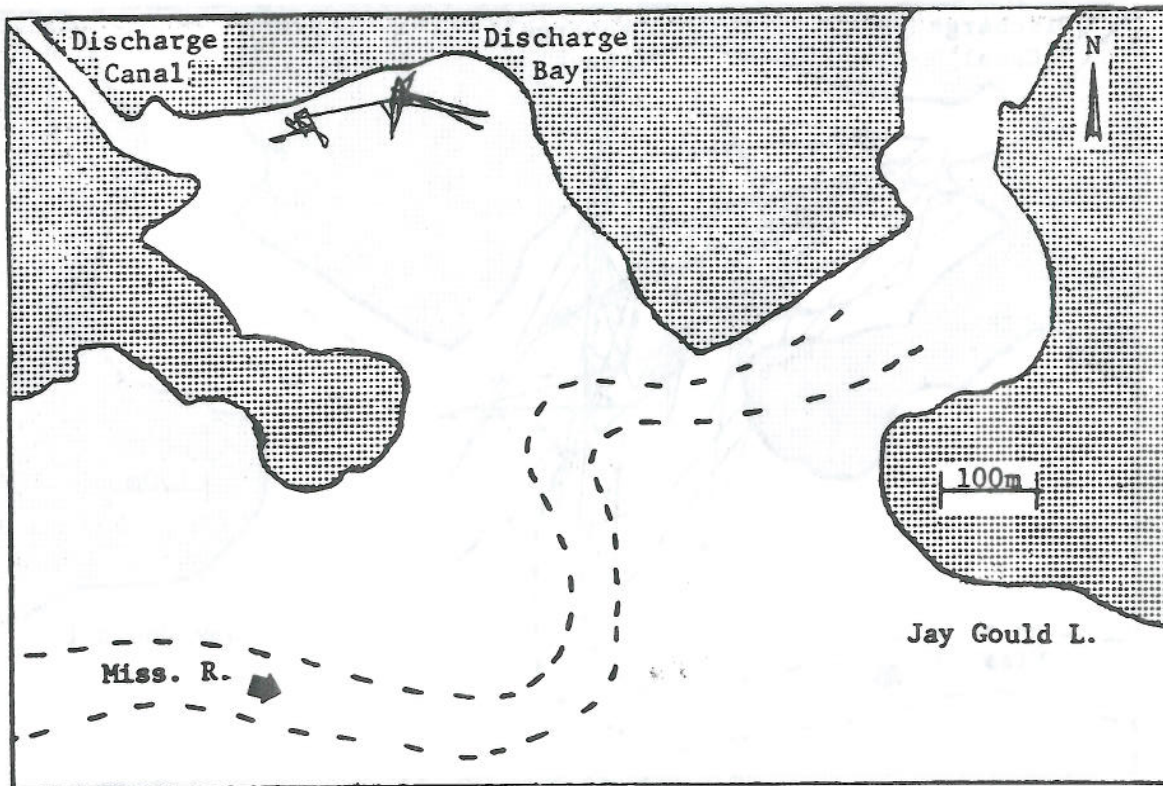 Discharge
Canal
Discharge
Bay
N
100m
Jay Gould L.
Miss. R.